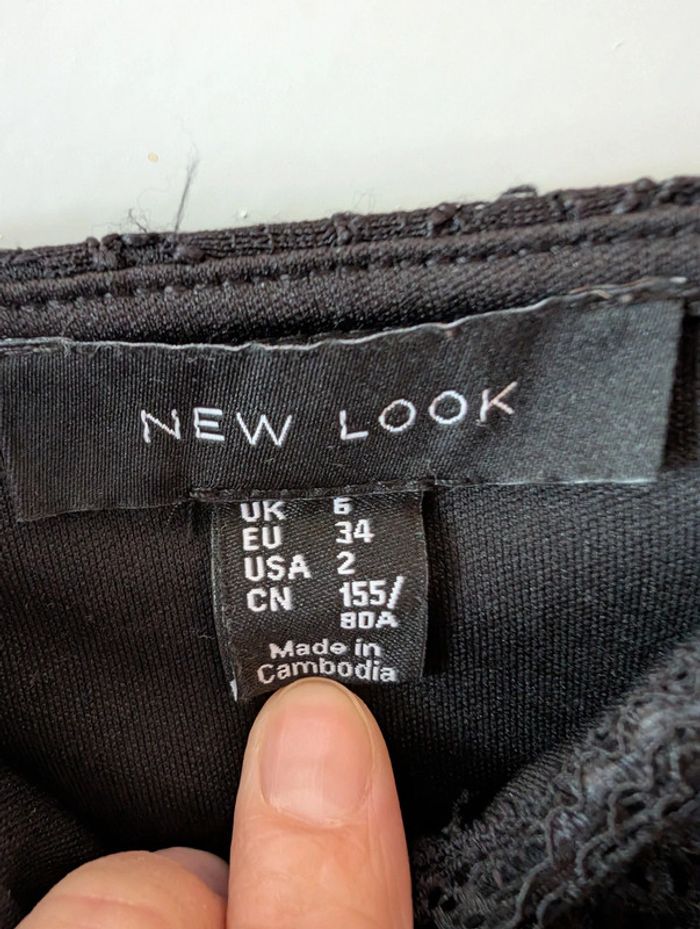 NEW LOOK
UK 6
EU 34
USA 2
CN 155/
80A
Made in
Cambodia